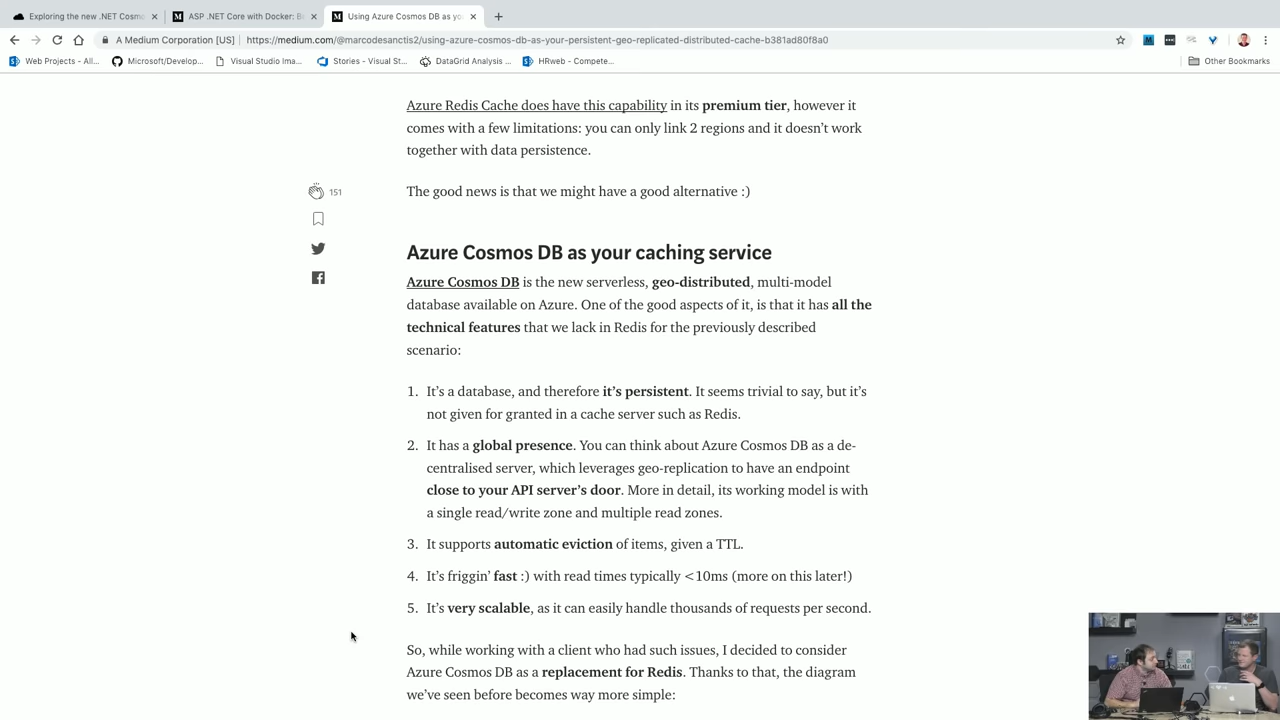 Exploring the new .NET Cosmo
ASP .NET Core with Docker: Be
Using Azure Cosmos DB as you
A Medium Corporation [US]
https://medium.com/@marcodesanctis2/using-azure-cosmos-db-as-your-persistent-geo-replicated-distributed-cache-b381ad80f8a0
Web Projects - All...
Microsoft/Develop...
Visual Studio Ima...
Stories - Visual St...
DataGrid Analysis ...
HRweb - Compete...
Other Bookmarks
Azure Redis Cache does have this capability in its premium tier, however it
comes with a few limitations: you can only link 2 regions and it doesn’t work
together with data persistence.
151
The good news is that we might have a good alternative :)
Azure Cosmos DB as your caching service
Azure Cosmos DB is the new serverless, geo-distributed, multi-model
database available on Azure. One of the good aspects of it, is that it has all the
technical features that we lack in Redis for the previously described
scenario:
1. It’s a database, and therefore it’s persistent. It seems trivial to say, but it’s
not given for granted in a cache server such as Redis.
2. It has a global presence. You can think about Azure Cosmos DB as a de-
centralised server, which leverages geo-replication to have an endpoint
close to your API server’s door. More in detail, its working model is with
a single read/write zone and multiple read zones.
3. It supports automatic eviction of items, given a TTL.
4. It’s friggin’ fast :) with read times typically <10ms (more on this later!)
5. It’s very scalable, as it can easily handle thousands of requests per second.
So, while working with a client who had such issues, I decided to consider
Azure Cosmos DB as a replacement for Redis. Thanks to that, the diagram
we’ve seen before becomes way more simple: